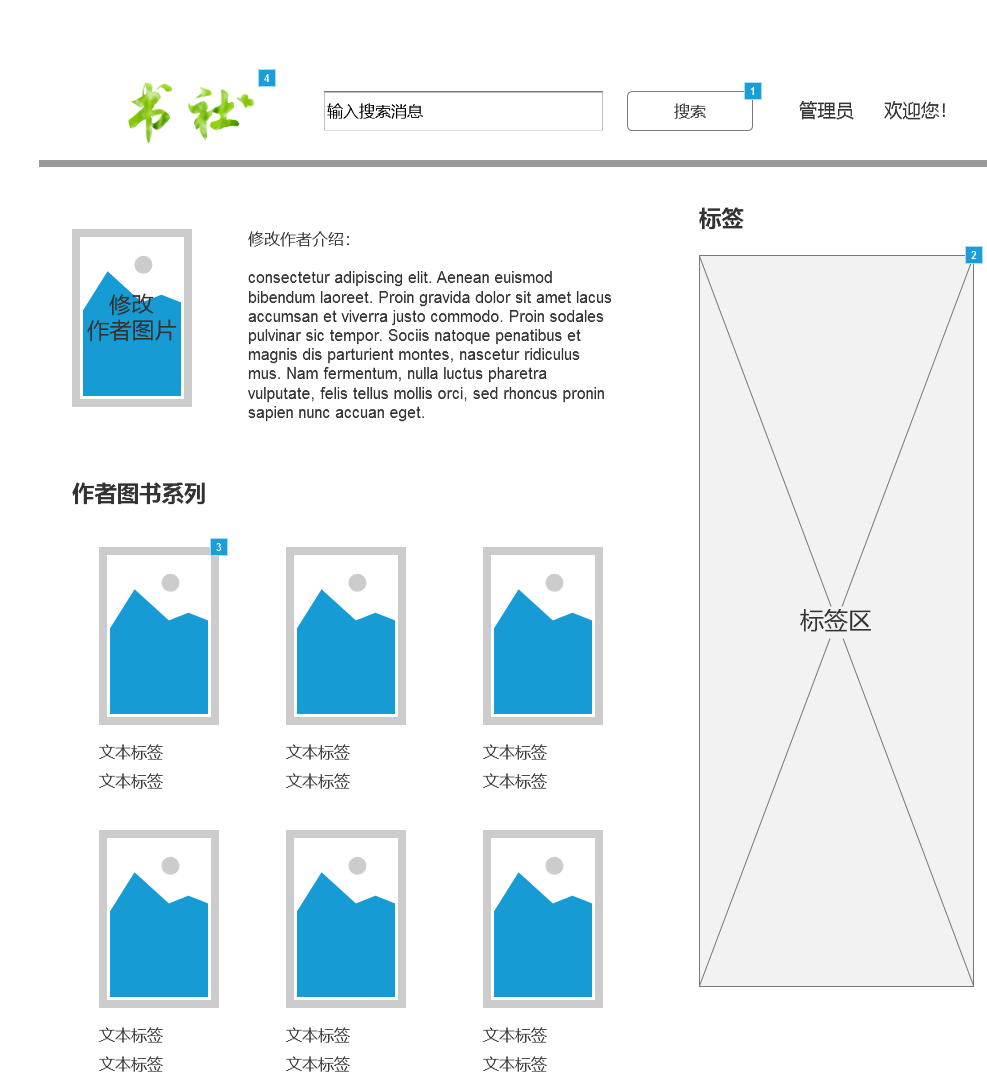 书社
4
输入搜索消息
搜索
1
管理员
欢迎您!
标签
2
修改
作者图片
修改作者介绍：
consectetur adipiscing elit. Aenean euismod
bibendum laoreet. Proin gravida dolor sit amet lacus
accumsan et viverra justo commodo. Proin sodales
pulvinar sic tempor. Sociis natoque penatibus et
magnis dis parturient montes, nascetur ridiculus
mus. Nam fermentum, nulla luctus pharetra
vulputate, felis tellus mollis orci, sed rhoncus pronin
sapien nunc accuan eget.
作者图书系列
3
标签区
文本标签
文本标签
文本标签
文本标签
文本标签
文本标签
文本标签
文本标签
文本标签
文本标签
文本标签
文本标签